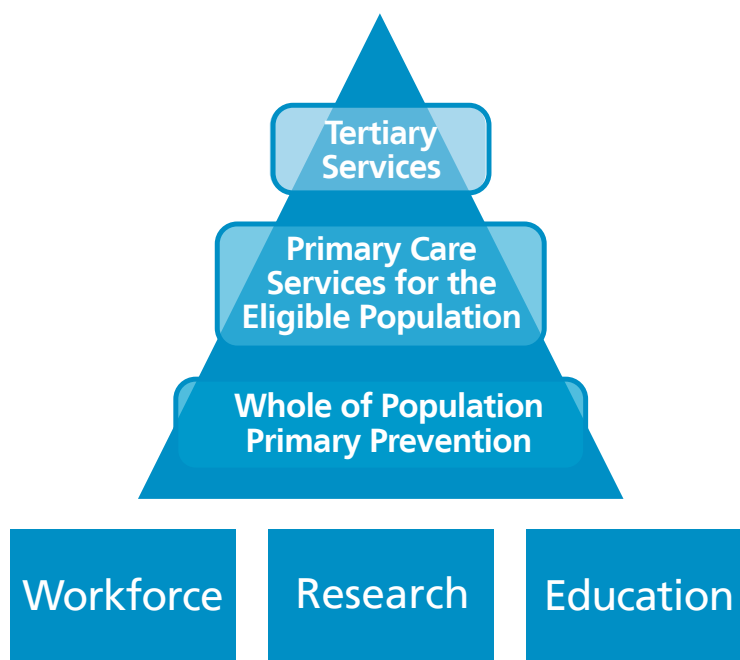 Tertiary
Services
Primary Care
Services for the
Eligible Population
Whole of Population
Primary Prevention
Workforce
Research
Education